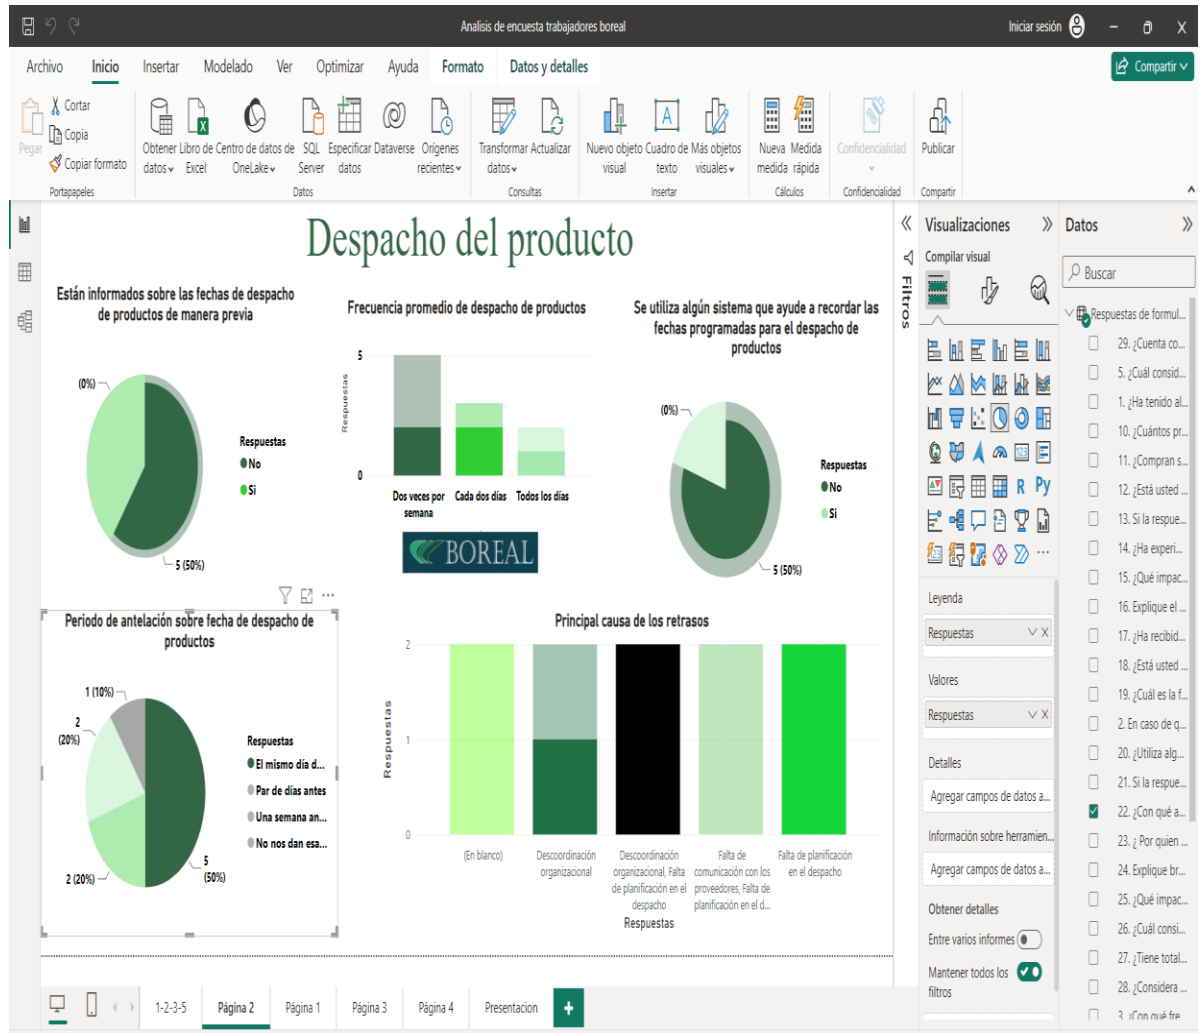 Analisis de encuesta trabajadores boreal
Iniciar sesión
Archivo Inicio Insertar Modelado Ver Optimizar Ayuda Formato Datos y detalles
Compartir
Pegar
Cortar
Copia
Copiar formato
Portapapeles
Obtener datos
Libro de Excel
Centro de datos de OneLake
SQL Server
Especificar datos
Dataverse
Orígenes recientes
Datos
Transformar datos
Actualizar
Consultas
Nuevo objeto visual
Cuadro de texto
Más objetos visuales
Insertar
Nueva medida
Medida rápida
Cálculos
Confidencialidad
Confidencialidad
Publicar
Compartir
Despacho del producto
Están informados sobre las fechas de despacho
de productos de manera previa
(0%)
5 (50%)
Respuestas
No
Si
Frecuencia promedio de despacho de productos
Respuestas
5
0
Dos veces por
semana
Cada dos días
Todos los días
BOREAL
Se utiliza algún sistema que ayude a recordar las
fechas programadas para el despacho de
productos
(0%)
5 (50%)
Respuestas
No
Si
Periodo de antelación sobre fecha de despacho de
productos
1 (10%)
2
(20%)
2 (20%)
5
(50%)
Respuestas
El mismo día d...
Par de días antes
Una semana an...
No nos dan esa...
Principal causa de los retrasos
Respuestas
2
1
0
(En blanco)
Descoordinación
organizacional
Descoordinación
organizacional, Falta
de planificación en el
despacho
Falta de
comunicación con los
proveedores, Falta de
planificación en el d...
Falta de planificación
en el despacho
Respuestas
Filtros
Visualizaciones
Compilar visual
R Py
123
Leyenda
Respuestas
Valores
Respuestas
Detalles
Agregar campos de datos a...
Información sobre herramien...
Agregar campos de datos a...
Obtener detalles
Entre varios informes
Mantener todos los
filtros
Datos
Buscar
Respuestas de formul...
29. ¿Cuenta co...
5. ¿Cuál consid...
1. ¿Ha tenido al...
10. ¿Cuántos pr...
11. ¿Compran s...
12. ¿Está usted ...
13. Si la respue...
14. ¿Ha experi...
15. ¿Qué impac...
16. Explique el ...
17. ¿Ha recibid...
18. ¿Está usted ...
19. ¿Cuál es la f...
2. En caso de q...
20. ¿Utiliza alg...
21. Si la respue...
22. ¿Con qué a...
23. ¿ Por quien ...
24. Explique br...
25. ¿Qué impac...
26. ¿Cuál consi...
27. ¿Tiene total...
28. ¿Considera ...
3. ¿Con qué fre...
1-2-3-5 Página 2 Página 1 Página 3 Página 4 Presentacion